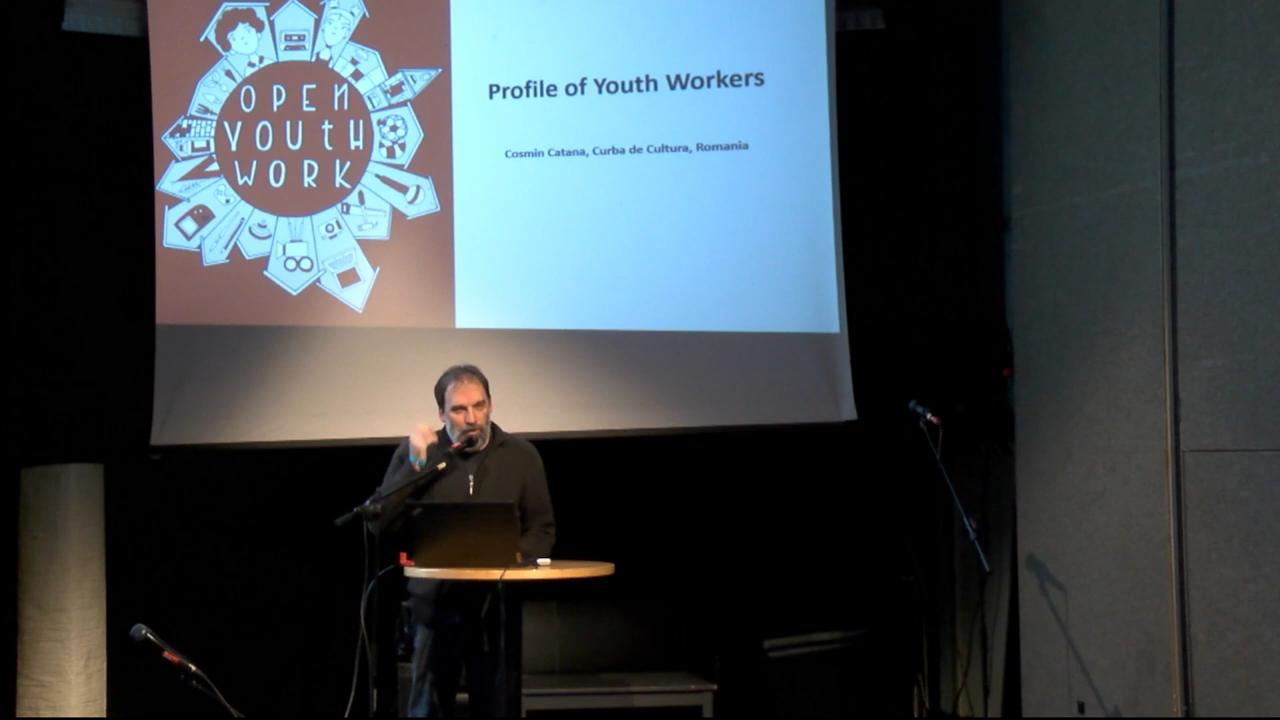 OPEN
YOUtH
WORK
Profile of Youth Workers
Cosmin Catana, Curba de Cultura, Romania